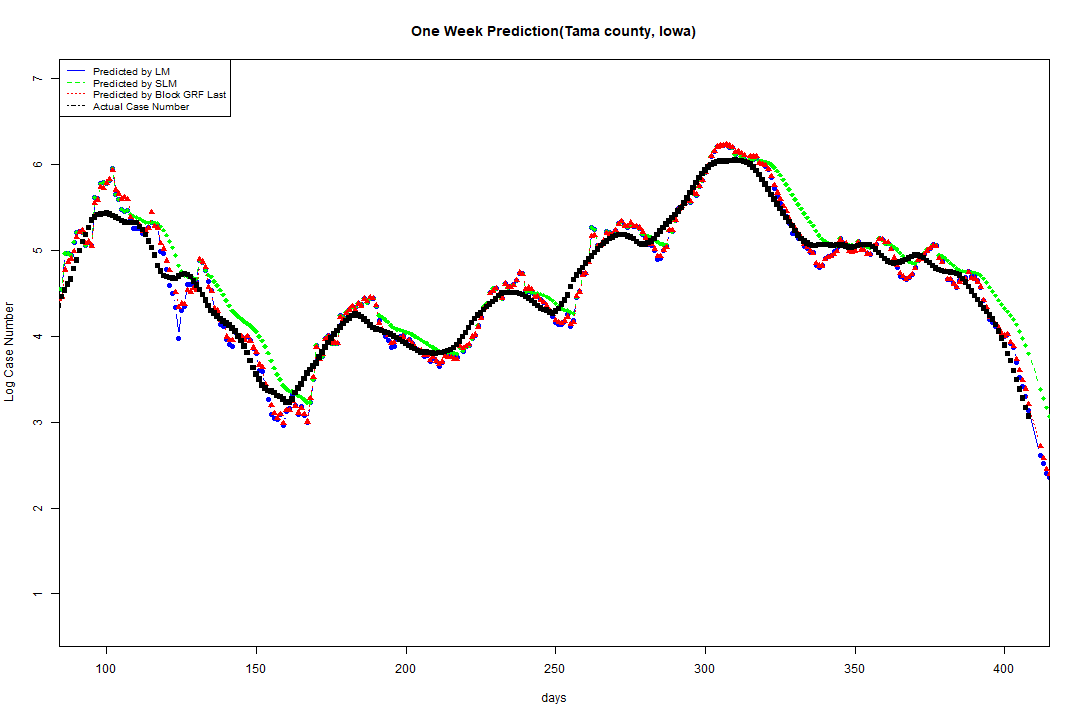 One Week Prediction(Tama county, Iowa)
Predicted by LM
Predicted by SLM
Predicted by Block GRF Last
Actual Case Number
7
6
5
4
3
2
1
Log Case Number
100 150 200 250 300 350 400
days